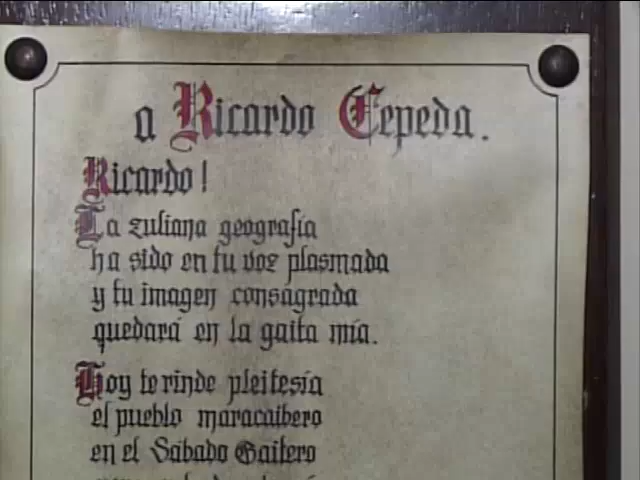 a Ricardo Cepeda.
Ricardo!
La zuliana geografía
ha sido en tu voz plasmada
y tu imagen consagrada
quedará en la gaita mía.
Hoy te rinde pleitesía
el pueblo maracaibero
en el Sábado Gaitero